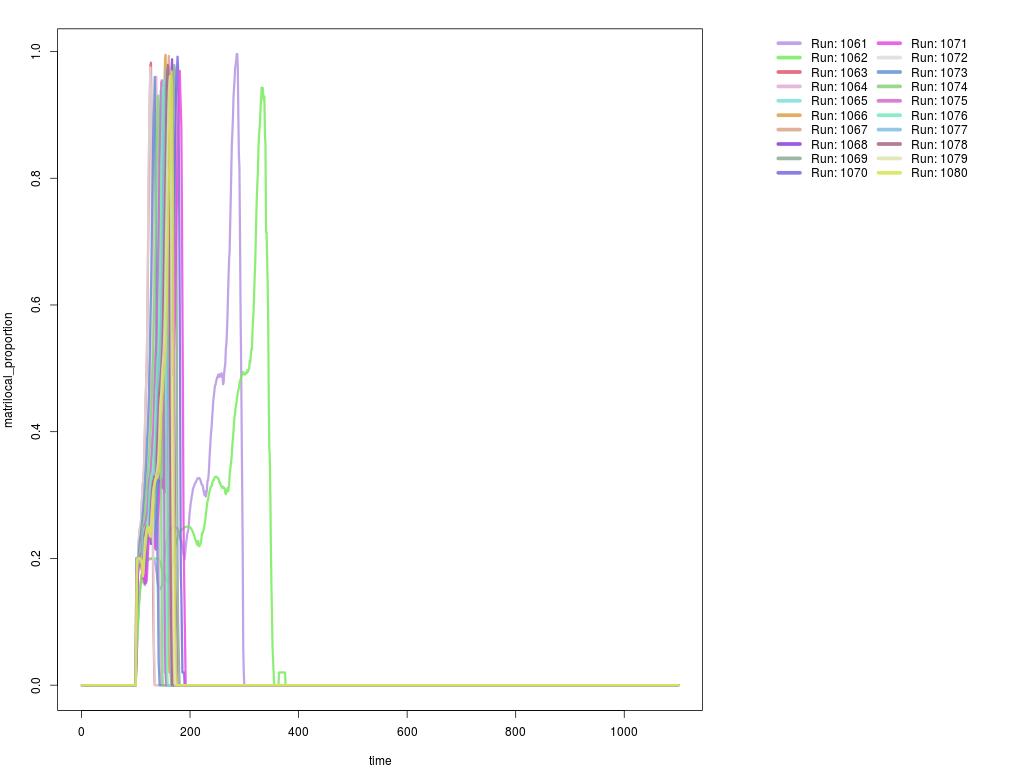 1.0
0.8
0.6
0.4
0.2
0.0
matrilocal_proportion
0 200 400 600 800 1000
time
Run: 1061 Run: 1071
Run: 1062 Run: 1072
Run: 1063 Run: 1073
Run: 1064 Run: 1074
Run: 1065 Run: 1075
Run: 1066 Run: 1076
Run: 1067 Run: 1077
Run: 1068 Run: 1078
Run: 1069 Run: 1079
Run: 1070 Run: 1080